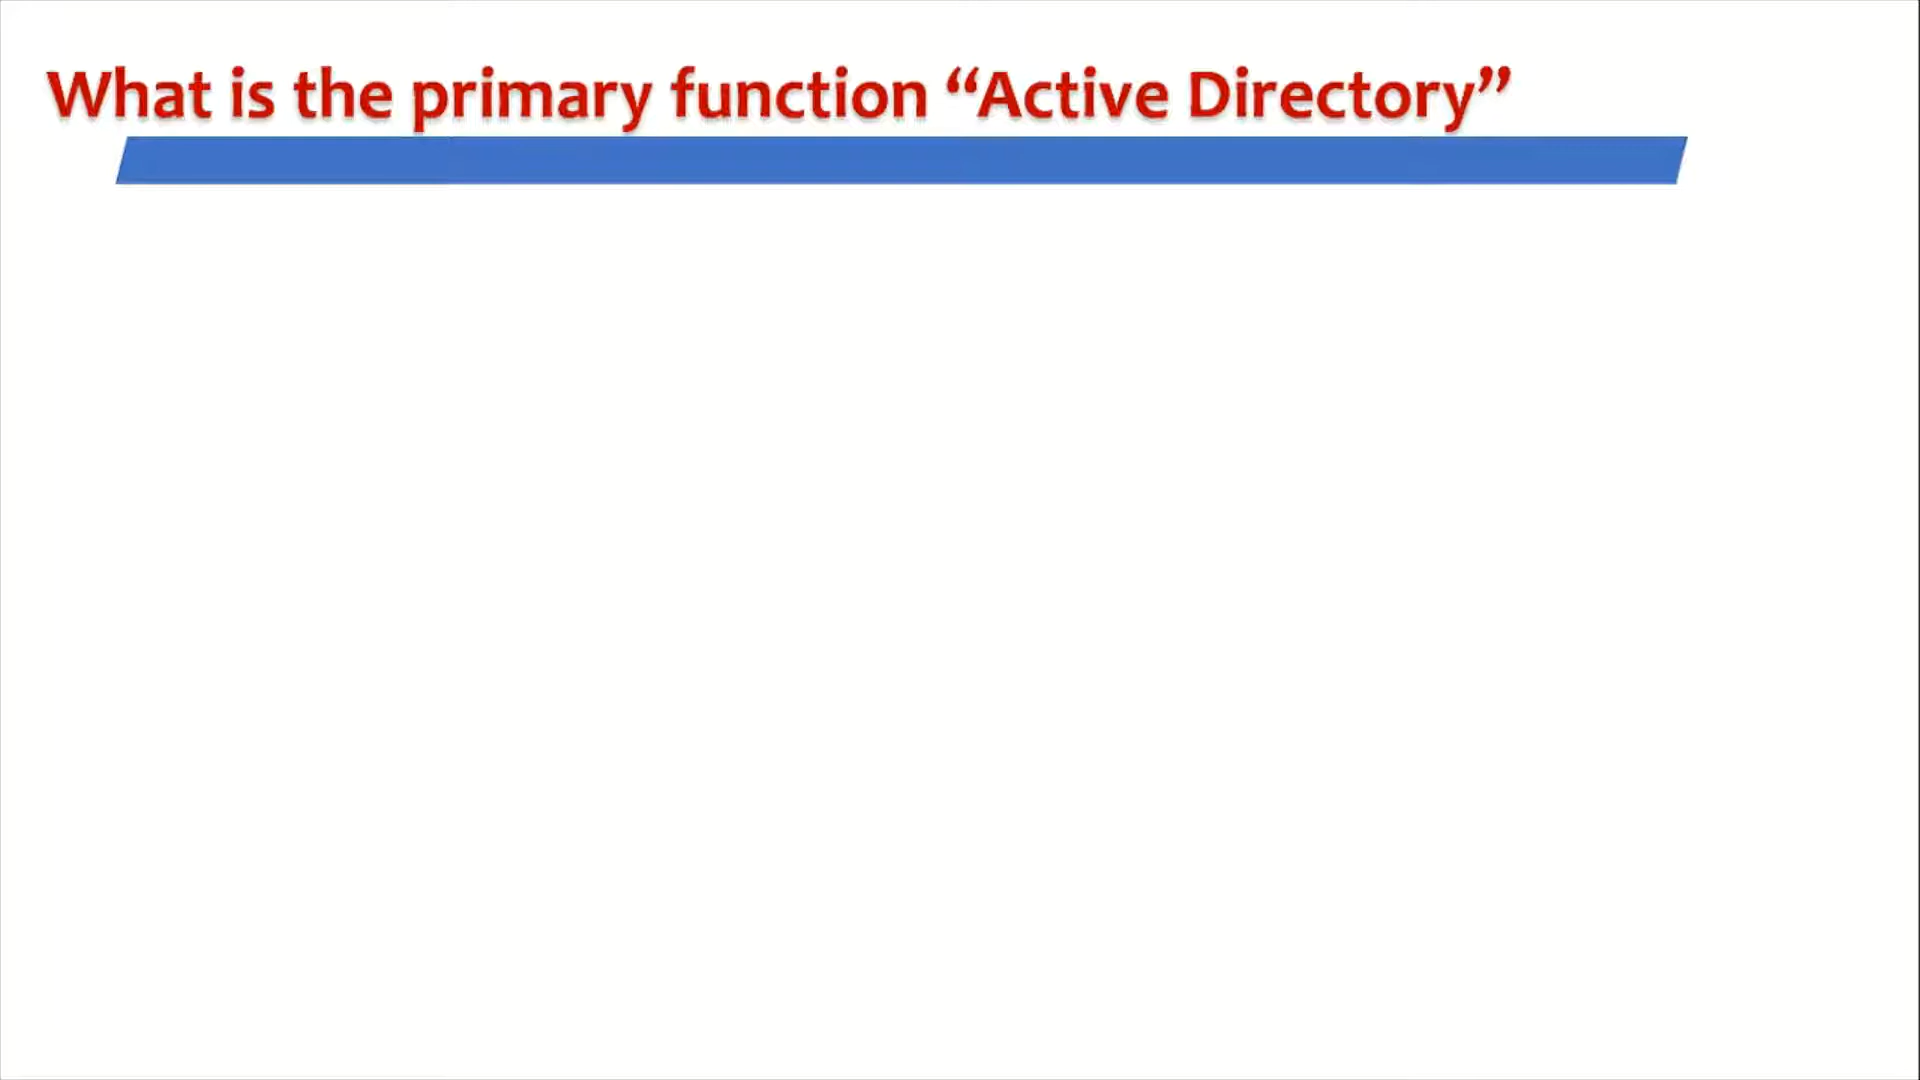 What is the primary function “Active Directory”